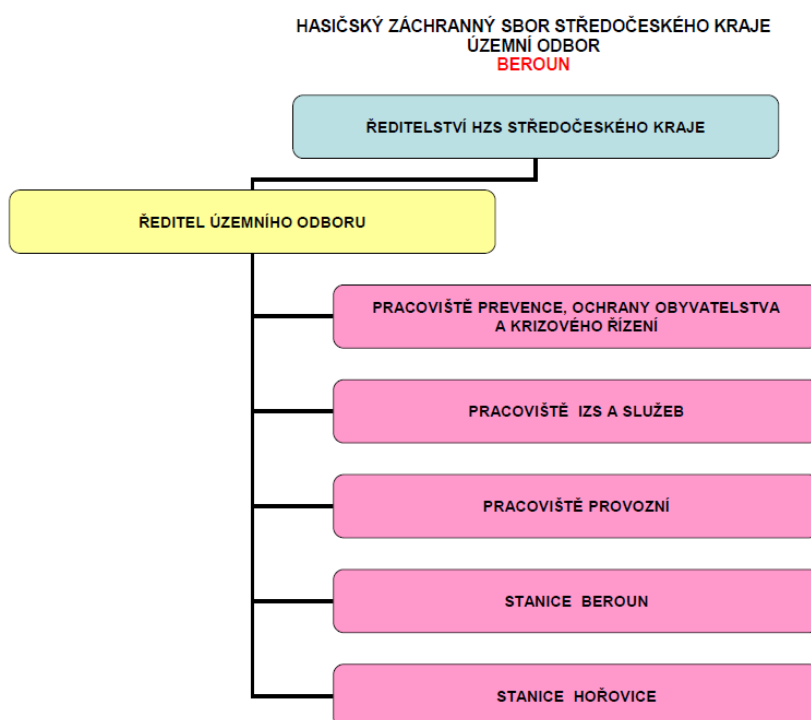 HASIČSKÝ ZÁCHRANNÝ SBOR STŘEDOČESKÉHO KRAJE
ÚZEMNÍ ODBOR
BEROUN
ŘEDITELSTVÍ HZS STŘEDOČESKÉHO KRAJE
ŘEDITEL ÚZEMNÍHO ODBORU
PRACOVIŠTĚ PREVENCE, OCHRANY OBYVATELSTVA
A KRIZOVÉHO ŘÍZENÍ
PRACOVIŠTĚ IZS A SLUŽEB
PRACOVIŠTĚ PROVOZNÍ
STANICE BEROUN
STANICE HOŘOVICE